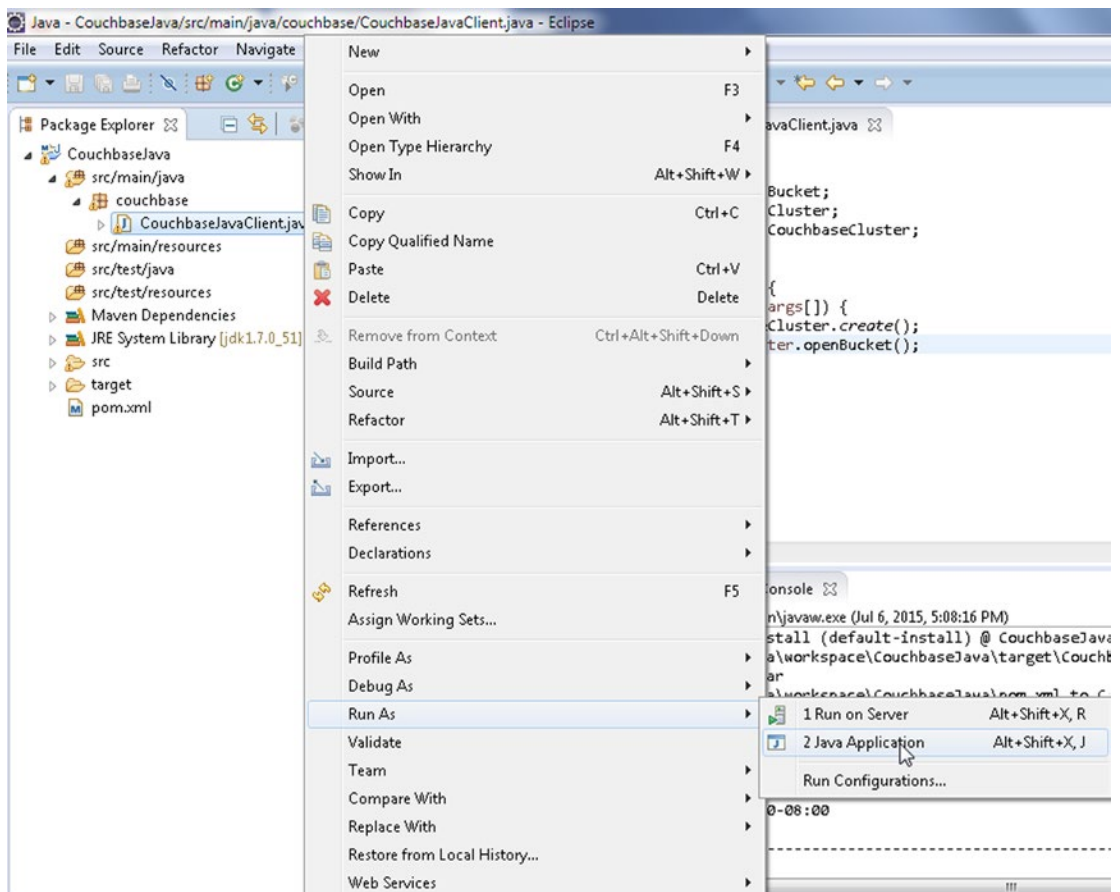 Java - CouchbaseJava/src/main/java/couchbase/CouchbaseJavaClient.java - Eclipse
File Edit Source Refactor Navigate
Package Explorer
CouchbaseJava
src/main/java
couchbase
CouchbaseJavaClient.jav
src/main/resources
src/test/java
src/test/resources
Maven Dependencies
JRE System Library [jdk1.7.0_51]
src
target
pom.xml
New
Open F3
Open With
Open Type Hierarchy F4
Show In Alt+Shift+W
Copy Ctrl+C
Copy Qualified Name
Paste Ctrl+V
Delete Delete
Remove from Context Ctrl+Alt+Shift+Down
Build Path
Source Alt+Shift+S
Refactor Alt+Shift+T
Import...
Export...
References
Declarations
Refresh F5
Assign Working Sets...
Profile As
Debug As
Run As
Validate
Team
Compare With
Replace With
Restore from Local History...
Web Services
1 Run on Server Alt+Shift+X, R
2 Java Application Alt+Shift+X, J
Run Configurations...
avaClient.java
Bucket;
Cluster;
CouchbaseCluster;
{
args[]) {
Cluster.create();
ter.openBucket();
onsole
n\javaw.exe (Jul 6, 2015, 5:08:16 PM)
stall (default-install) @ CouchbaseJava
a\workspace\CouchbaseJava\target\Couchb
ar
a\workspace\CouchbaseJava\pom.xml to C
0-08:00